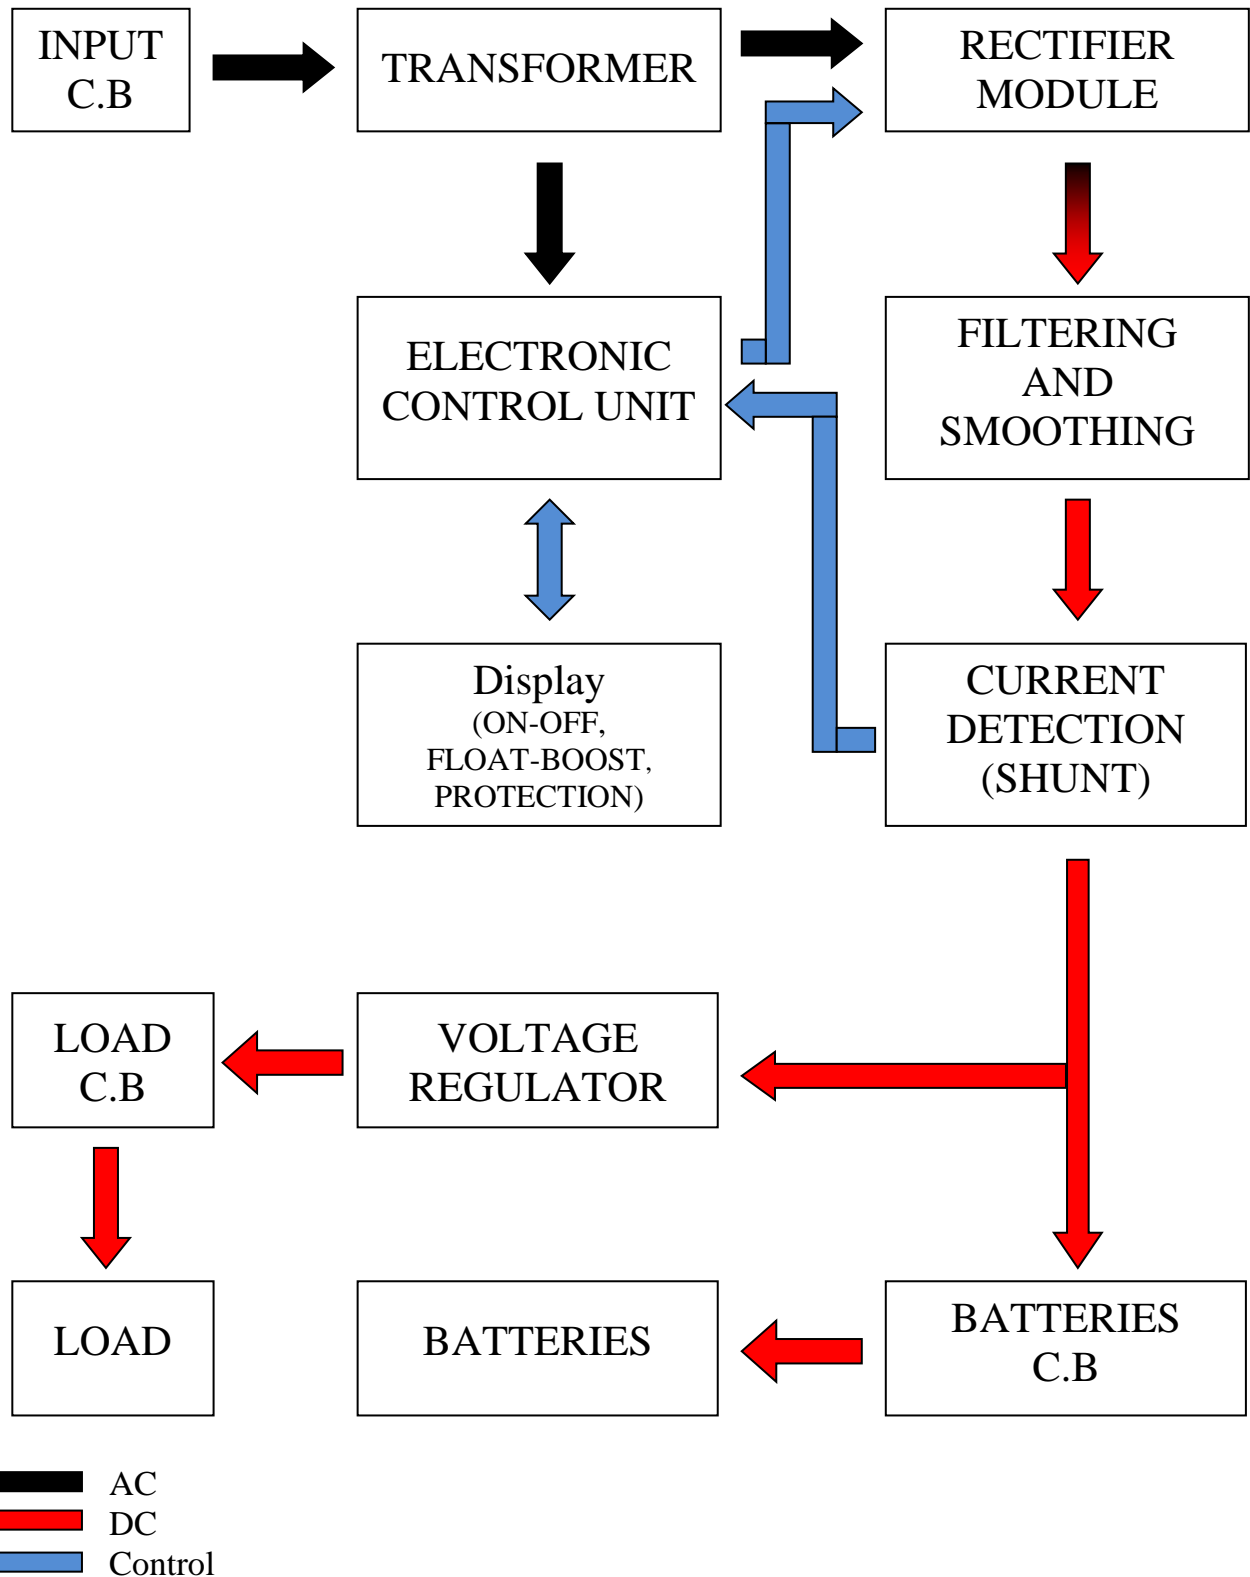 INPUT
C.B
TRANSFORMER
RECTIFIER
MODULE
ELECTRONIC
CONTROL UNIT
FILTERING
AND
SMOOTHING
Display
(ON-OFF,
FLOAT-BOOST,
PROTECTION)
CURRENT
DETECTION
(SHUNT)
LOAD
C.B
VOLTAGE
REGULATOR
LOAD
BATTERIES
BATTERIES
C.B
AC
DC
Control